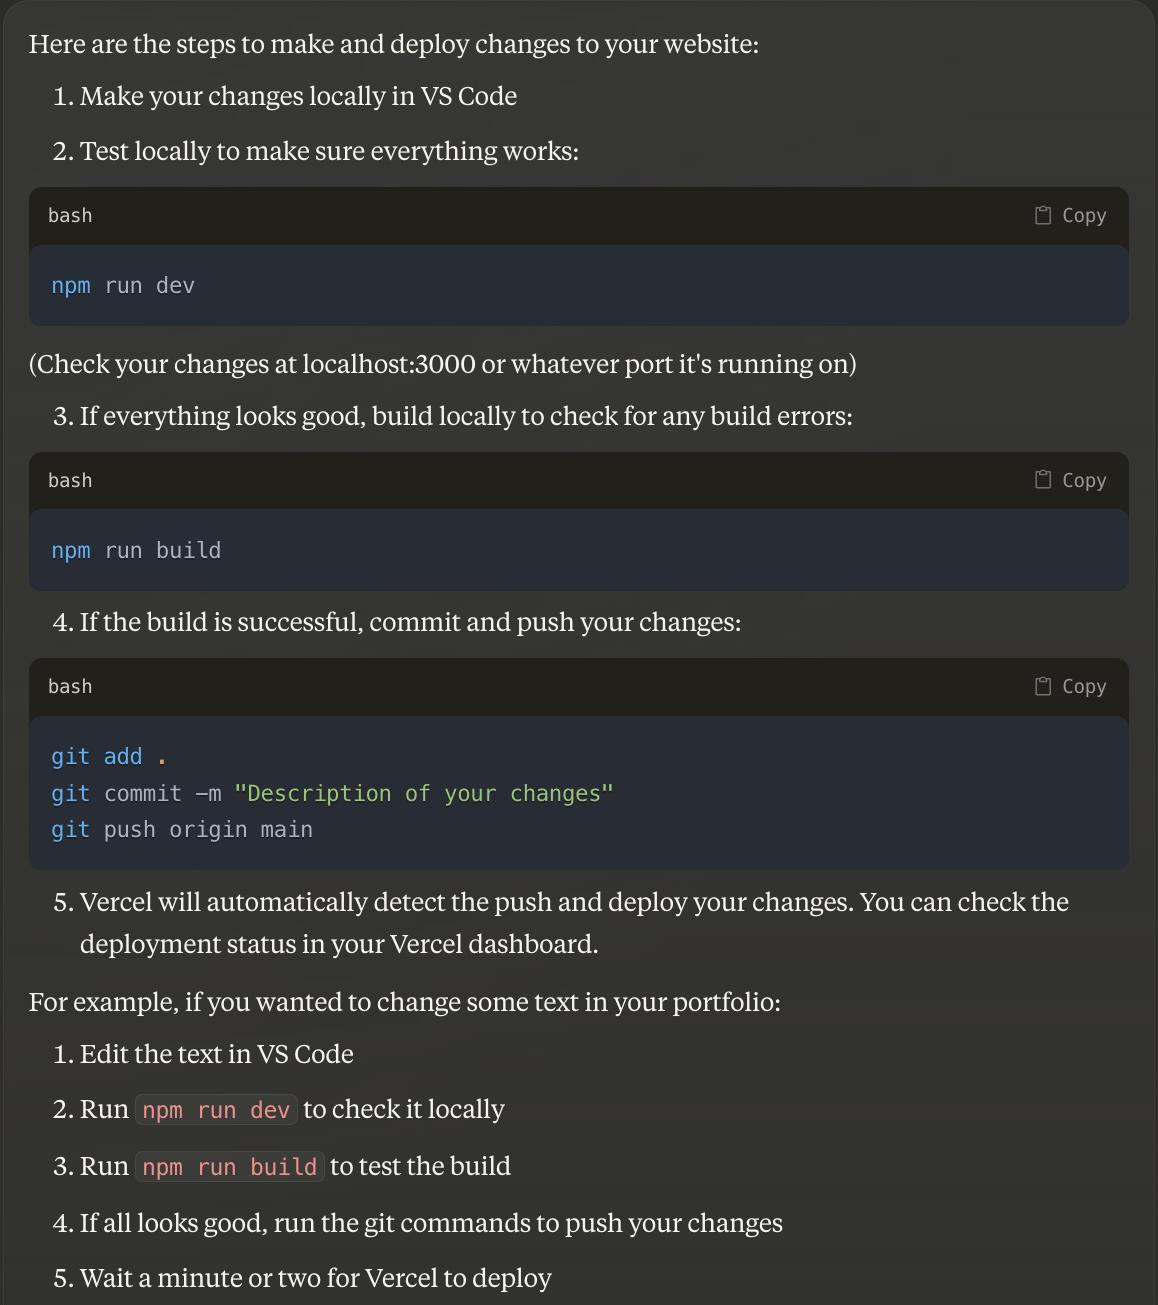 Here are the steps to make and deploy changes to your website:
1. Make your changes locally in VS Code
2. Test locally to make sure everything works:
bash
Copy
npm run dev
(Check your changes at localhost:3000 or whatever port it's running on)
3. If everything looks good, build locally to check for any build errors:
bash
Copy
npm run build
4. If the build is successful, commit and push your changes:
bash
Copy
git add .
git commit -m "Description of your changes"
git push origin main
5. Vercel will automatically detect the push and deploy your changes. You can check the
deployment status in your Vercel dashboard.
For example, if you wanted to change some text in your portfolio:
1. Edit the text in VS Code
2. Run npm run dev to check it locally
3. Run npm run build to test the build
4. If all looks good, run the git commands to push your changes
5. Wait a minute or two for Vercel to deploy